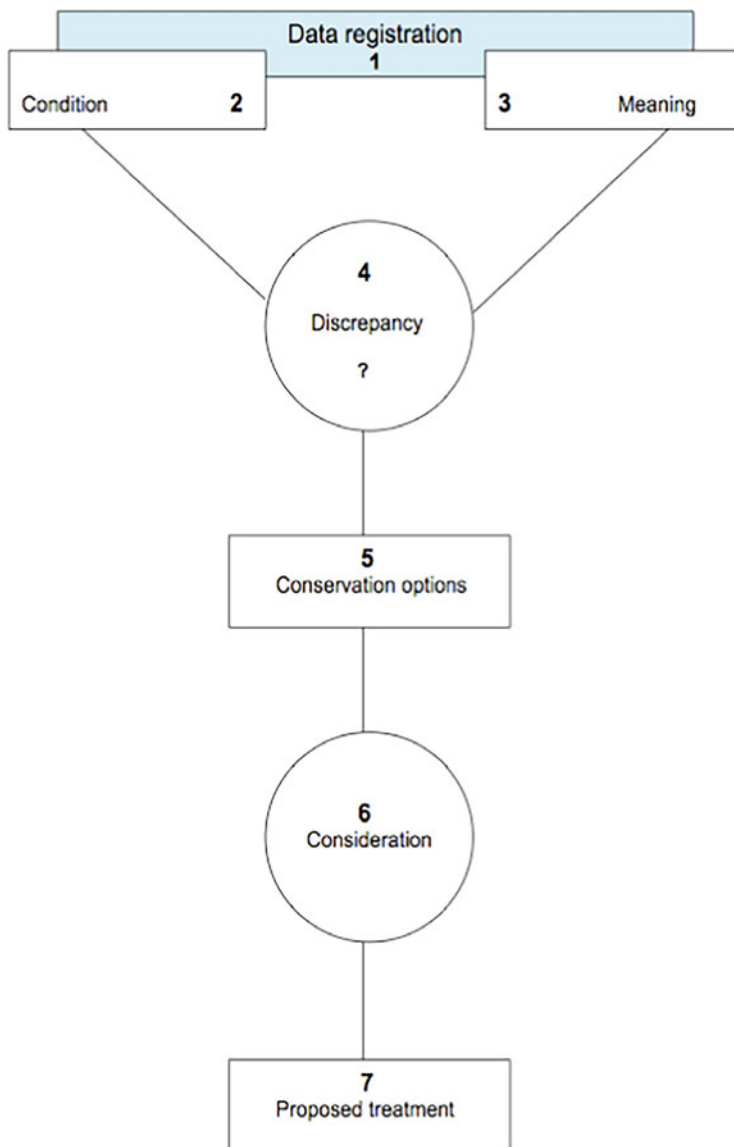 Data registration
1
Condition 2
3 Meaning
4
Discrepancy
?
5
Conservation options
6
Consideration
7
Proposed treatment